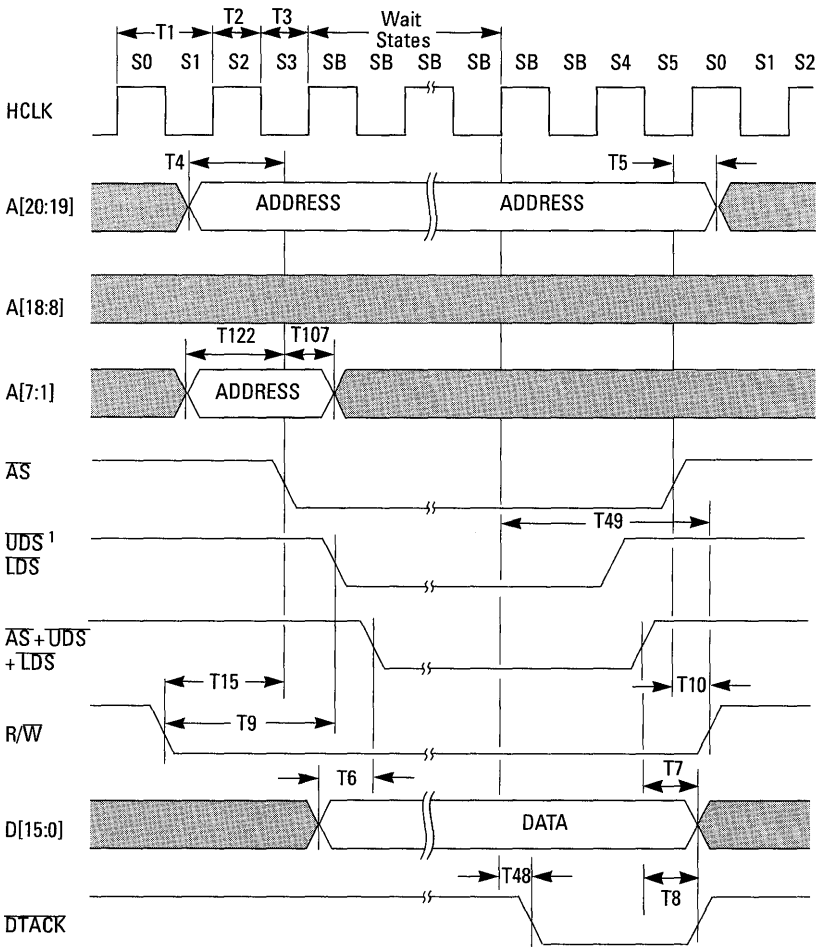 T1 T2 T3 Wait
States
S0 S1 S2 S3 SB SB SB SB SB SB S4 S5 S0 S1 S2
HCLK
T4 T5
A[20:19] ADDRESS ADDRESS
A[18:8]
T122 T107
A[7:1] ADDRESS
AS
T49
UDS 1
LDS
AS + UDS
+ LDS
T15 T10
R/W T9
T6 T7
D[15:0] DATA
T48 T8
DTACK